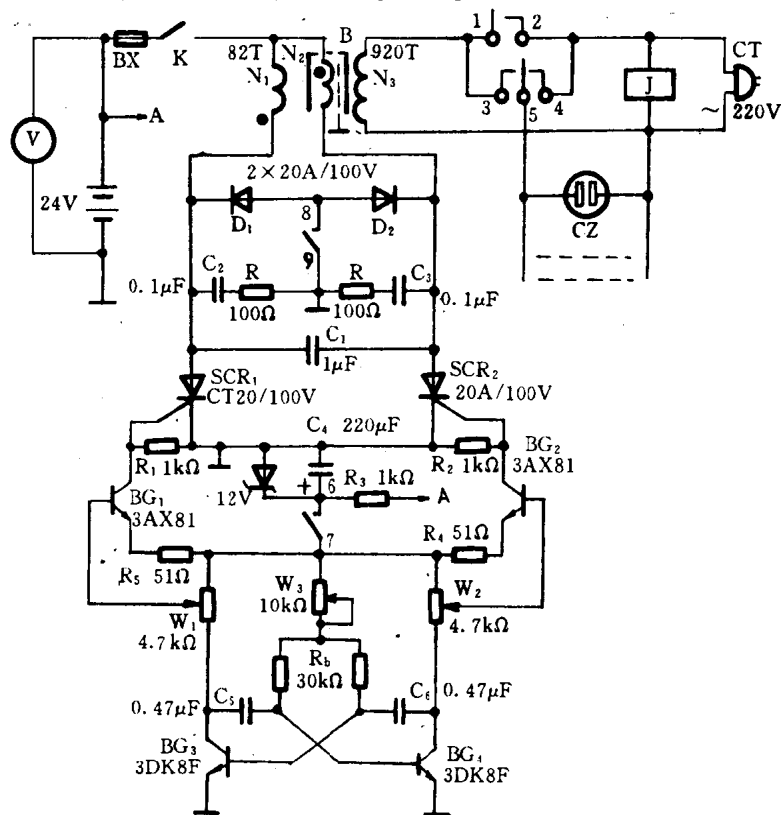 1 2
BX K 82T N₂ B 920T CT
N₁ N₃ J
A 3 5 4 ~ 220V
V
24V 2×20A/100V
D₁ 8 D₂ CZ
C₂ R 9 R C₃
0.1μF 100Ω 100Ω 0.1μF
C₁
1μF
SCR₁ SCR₂
CT20/100V 20A/100V
C₄ 220μF BG₂
R₁ 1kΩ R₂ 1kΩ 3AX81
12V + 6 R₃ 1kΩ A
BG₁
3AX81 7 R₄ 51Ω
R₅ 51Ω
W₃ W₂
W₁ 10kΩ 4.7kΩ
4.7kΩ
R_b
0.47μF C₅ 30kΩ C₆ 0.47μF
BG₃ BG₄
3DK8F 3DK8F